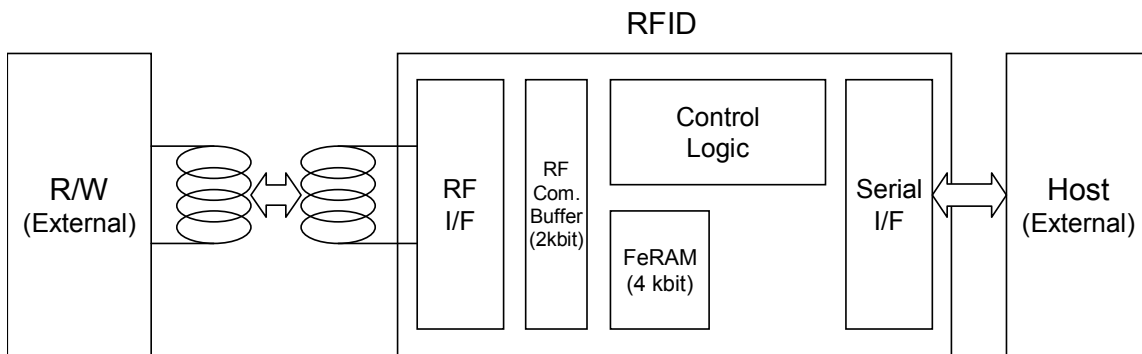 RFID
R/W
(External)
RF
I/F
RF
Com.
Buffer
(2kbit)
Control
Logic
FeRAM
(4 kbit)
Serial
I/F
Host
(External)